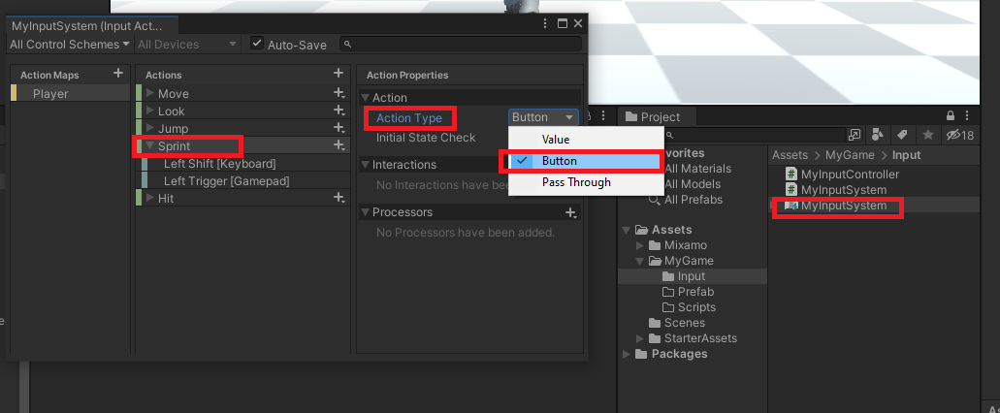 MyInputSystem (Input Act...
All Control Schemes
All Devices
Auto-Save
Action Maps
Player
Actions
Move
Look
Jump
Sprint
Left Shift [Keyboard]
Left Trigger [Gamepad]
Hit
Action Properties
Action
Action Type
Button
Initial State Check
Value
Button
Pass Through
Interactions
No Interactions have been
Processors
No Processors have been added.
Project
18
avorites
All Materials
All Models
All Prefabs
Assets
Mixamo
MyGame
Input
Prefab
Scripts
Scenes
StarterAssets
Packages
Assets > MyGame > Input
MyInputController
MyInputSystem
MyInputSystem